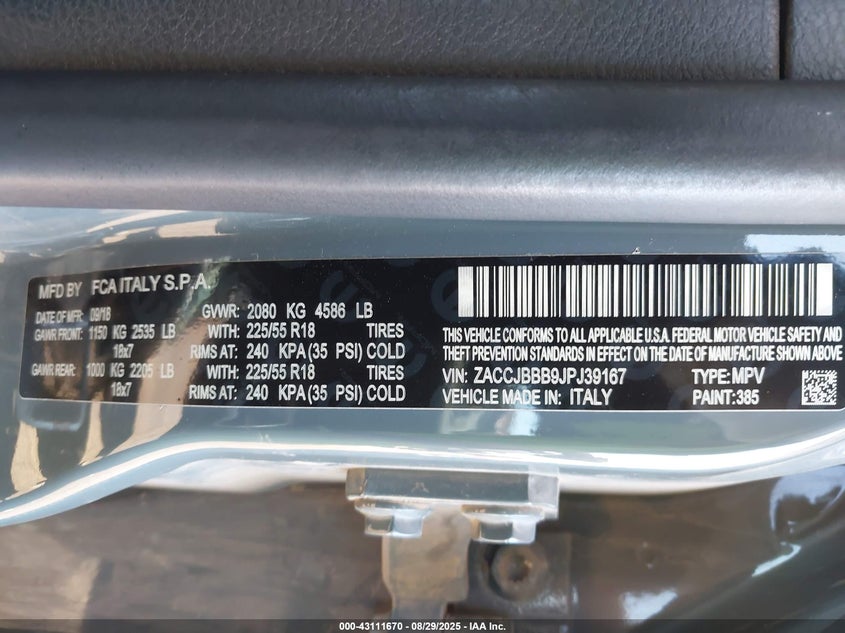 MFD BY FCA ITALY S.P.A.
DATE OF MFR: 09/18 GVWR: 2080 KG 4586 LB
GAWR FRONT: 1150 KG 2535 LB WITH: 225/55 R18 TIRES
18x7 RIMS AT: 240 KPA (35 PSI) COLD
GAWR REAR: 1000 KG 2205 LB WITH: 225/55 R18 TIRES
18x7 RIMS AT: 240 KPA (35 PSI) COLD
THIS VEHICLE CONFORMS TO ALL APPLICABLE U.S.A. FEDERAL MOTOR VEHICLE SAFETY AND
THEFT PREVENTION STANDARDS IN EFFECT ON THE DATE OF MANUFACTURE SHOWN ABOVE
VIN: ZACCJBBB9JPJ39167 TYPE: MPV
VEHICLE MADE IN: ITALY PAINT: 385
000-43111670 - 08/29/2025 - IAA Inc.